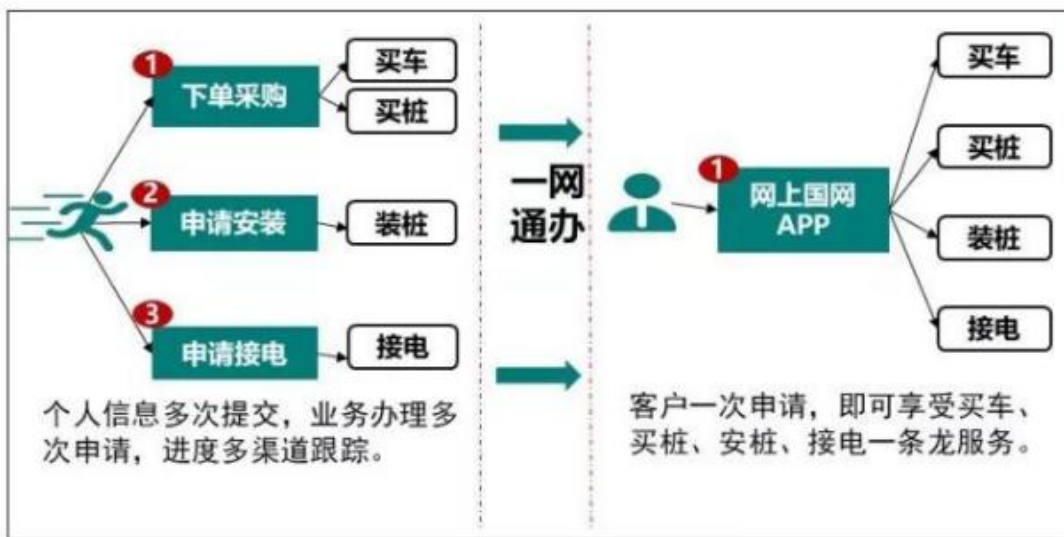 1
下单采购
买车
买桩
2
申请安装
装桩
3
申请接电
接电
个人信息多次提交，业务办理多
次申请，进度多渠道跟踪。
一网
通办
1
网上国网
APP
买车
买桩
装桩
接电
客户一次申请，即可享受买车、
买桩、安桩、接电一条龙服务。